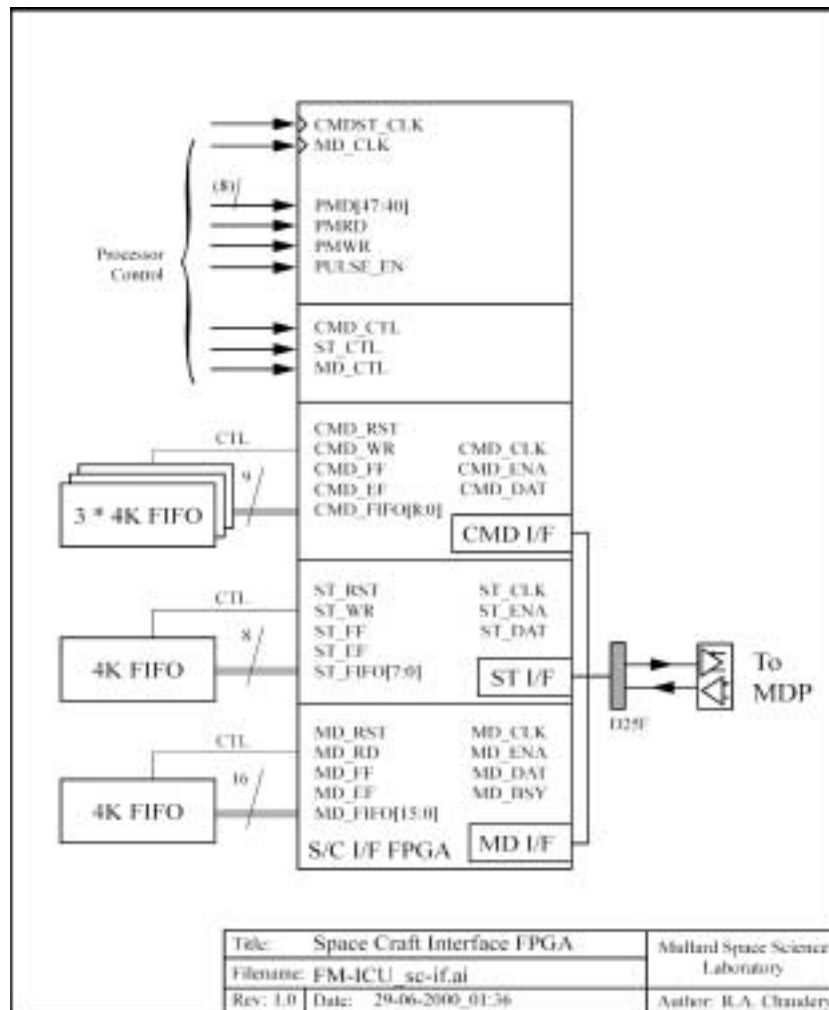 CMDST_CLK
MD_CLK
(8)
PMD[47:40]
PMRD
PMWR
PULSE_EN
Processor
Control
CMD_CTL
ST_CTL
MD_CTL
CTL
9
3 * 4K FIFO
CMD_RST
CMD_WR
CMD_FF
CMD_EF
CMD_FIFO[8:0]
CMD_CLK
CMD_ENA
CMD_DAT
CMD I/F
CTL
8
4K FIFO
ST_RST
ST_WR
ST_FF
ST_EF
ST_FIFO[7:0]
ST_CLK
ST_ENA
ST_DAT
ST I/F
D25F
To
MDP
CTL
16
4K FIFO
MD_RST
MD_RD
MD_FF
MD_EF
MD_FIFO[15:0]
MD_CLK
MD_ENA
MD_DAT
MD_BSY
S/C I/F FPGA
MD I/F
Title: Space Craft Interface FPGA
Filename: FM-ICU_sc-if.ai
Rev: 1.0 Date: 29-06-2000_01:36
Mullard Space Science
Laboratory
Author: R.A. Chaudery